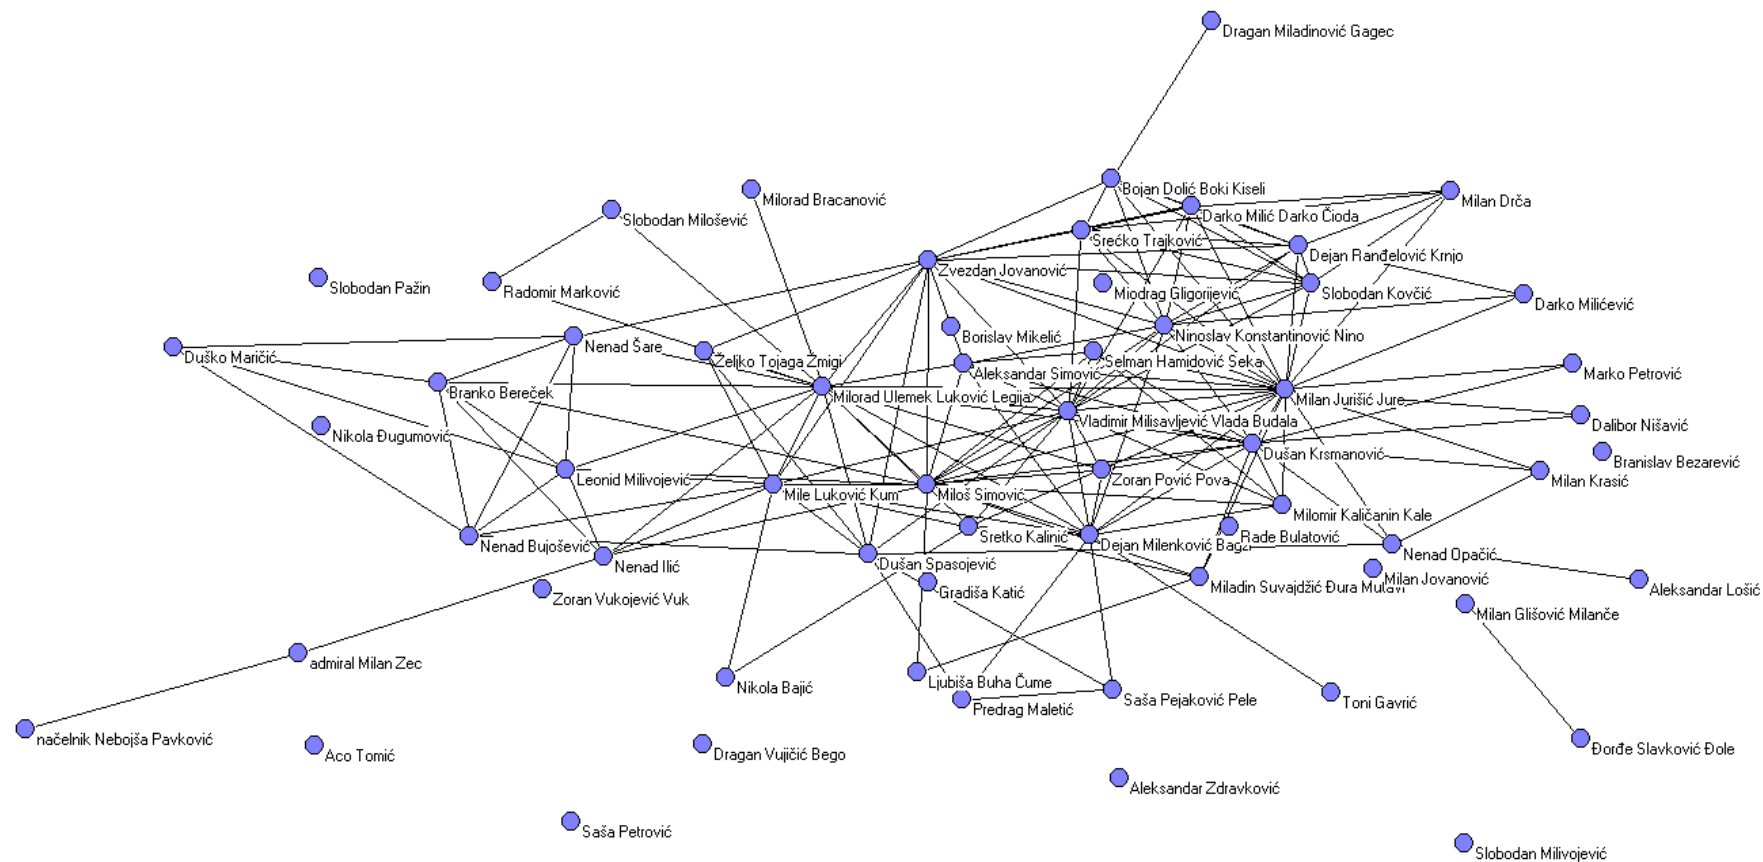 Dragan Miladinović Gagec
Bojan Dolić Boki Kiseli
Milan Drča
Milorad Bracanović
Slobodan Milošević
Darko Milić Darko Čioda
Srećko Trajković
Dejan Ranđelović Krnjo
Zvezdan Jovanović
Slobodan Pažin
Radomir Marković
Miodrag Gligorijević
Slobodan Kovčić
Darko Milićević
Borislav Mikelić
Ninoslav Konstantinović Nino
Nenad Šare
Duško Maričić
Željko Tojaga Žmigi
Selman Hamidović Seka
Aleksandar Simović
Marko Petrović
Branko Bereček
Milorad Ulemek Luković Legija
Milan Jurišić Jure
Vladimir Milisavljević Vlada Budala
Dalibor Nišavić
Nikola Đugumović
Dušan Krsmanović
Branislav Bezarević
Leonid Milivojević
Zoran Pović Pova
Milan Krasić
Mile Luković Kum
Miloš Simović
Milomir Kaličanin Kale
Sretko Kalinić
Rade Bulatović
Nenad Bujošević
Dejan Milenković Bagzi
Nenad Opačić
Nenad Ilić
Dušan Spasojević
Milan Jovanović
Gradiša Katić
Miladin Suvajdžić Đura Mutavi
Aleksandar Lošić
Zoran Vukojević Vuk
Milan Glišović Milanče
admiral Milan Zec
Nikola Bajić
Ljubiša Buha Čume
Saša Pejaković Pele
Toni Gavrić
Predrag Maletić
načelnik Nebojša Pavković
Aco Tomić
Dragan Vujičić Bego
Đorđe Slavković Đole
Aleksandar Zdravković
Saša Petrović
Slobodan Milivojević